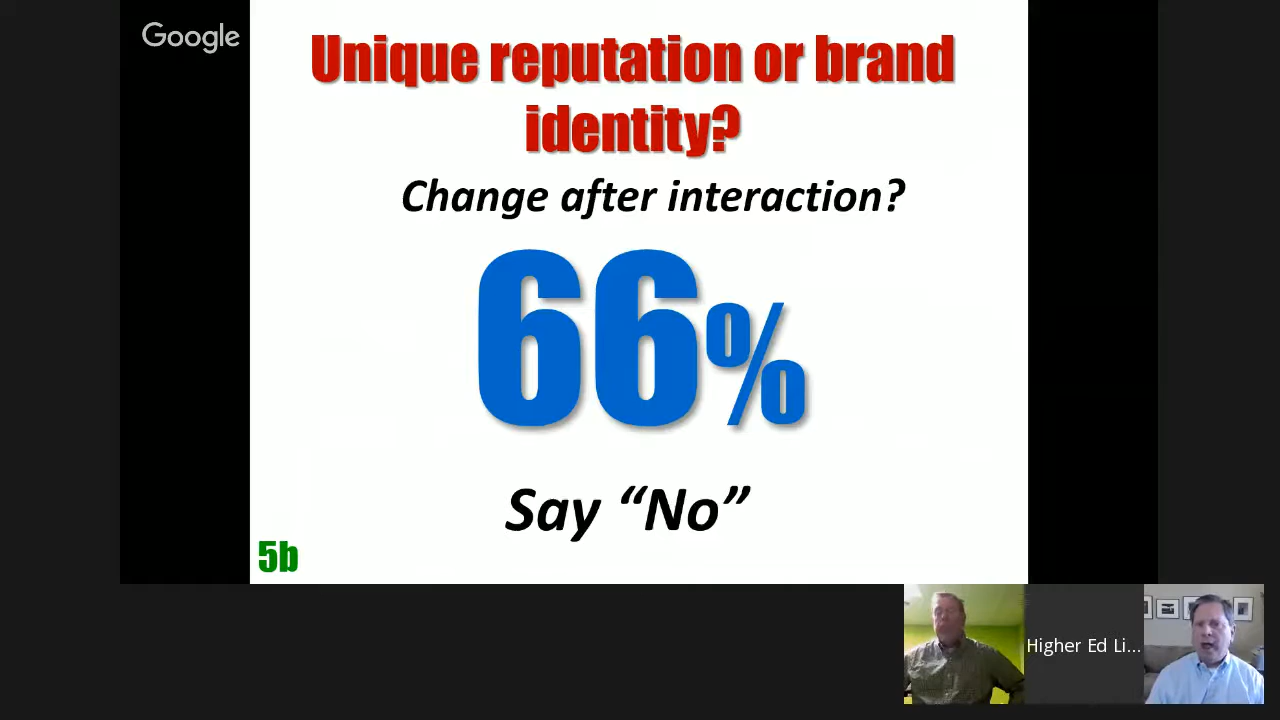 Google
Unique reputation or brand
identity?
Change after interaction?
66%
Say “No”
5b
Higher Ed Li...